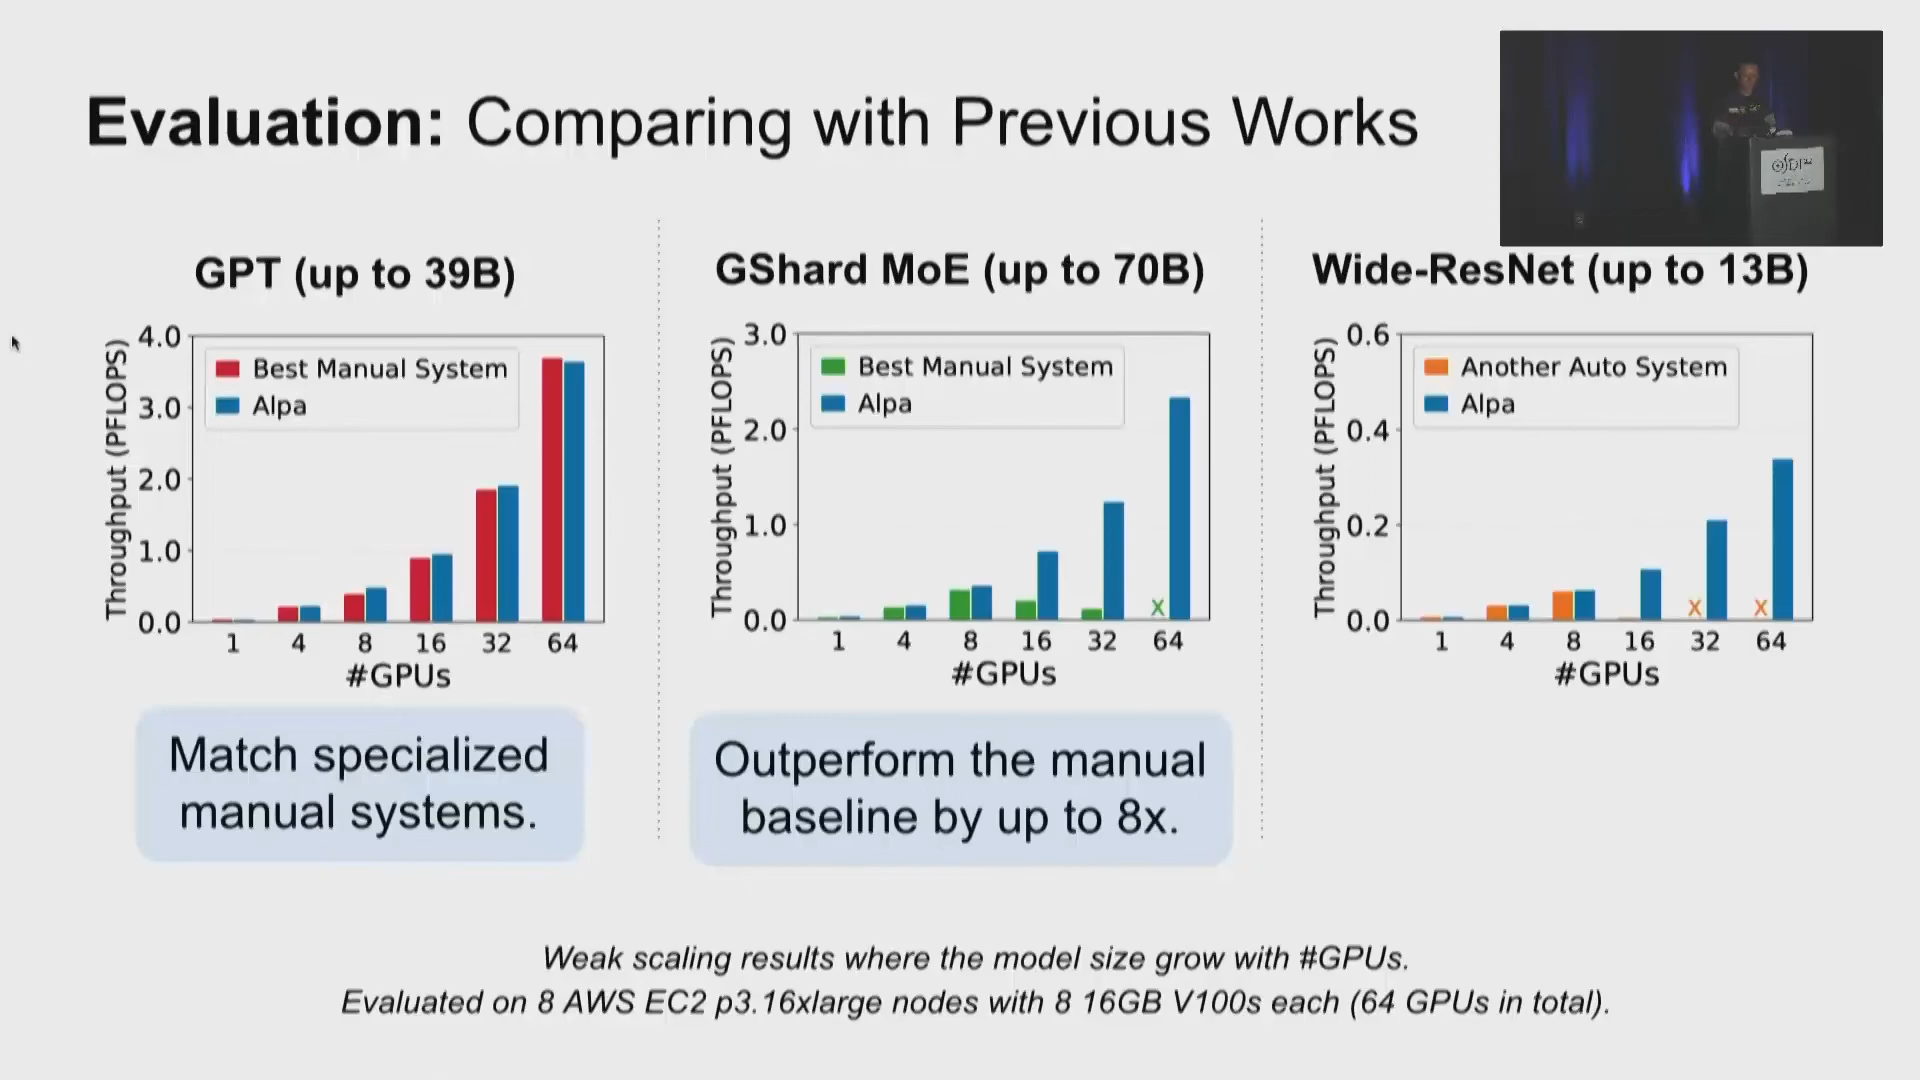 Evaluation: Comparing with Previous Works
GPT (up to 39B)
Throughput (PFLOPS)
4.0
3.0
2.0
1.0
0.0
Best Manual System
Alpa
1 4 8 16 32 64
#GPUs
Match specialized
manual systems.
GShard MoE (up to 70B)
Throughput (PFLOPS)
3.0
2.0
1.0
0.0
Best Manual System
Alpa
x
1 4 8 16 32 64
#GPUs
Outperform the manual
baseline by up to 8x.
Wide-ResNet (up to 13B)
Throughput (PFLOPS)
0.6
0.4
0.2
0.0
Another Auto System
Alpa
x x
1 4 8 16 32 64
#GPUs
Weak scaling results where the model size grow with #GPUs.
Evaluated on 8 AWS EC2 p3.16xlarge nodes with 8 16GB V100s each (64 GPUs in total).